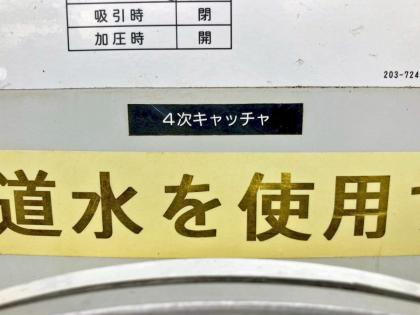 吸引時 閉
加圧時 開
203-724
4次キャッチャ
道水を使用